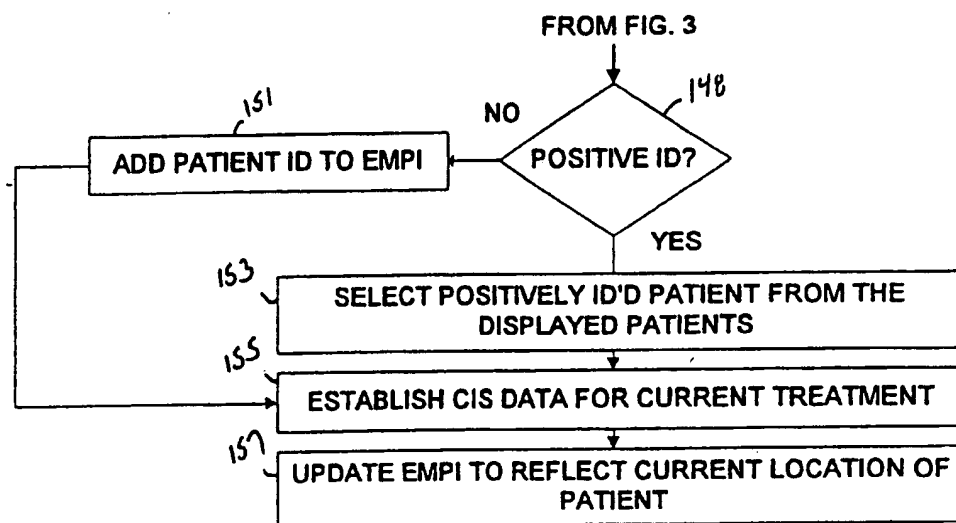 FROM FIG. 3
148
NO
POSITIVE ID?
151
ADD PATIENT ID TO EMPI
YES
153
SELECT POSITIVELY ID'D PATIENT FROM THE
DISPLAYED PATIENTS
155
ESTABLISH CIS DATA FOR CURRENT TREATMENT
157
UPDATE EMPI TO REFLECT CURRENT LOCATION OF
PATIENT